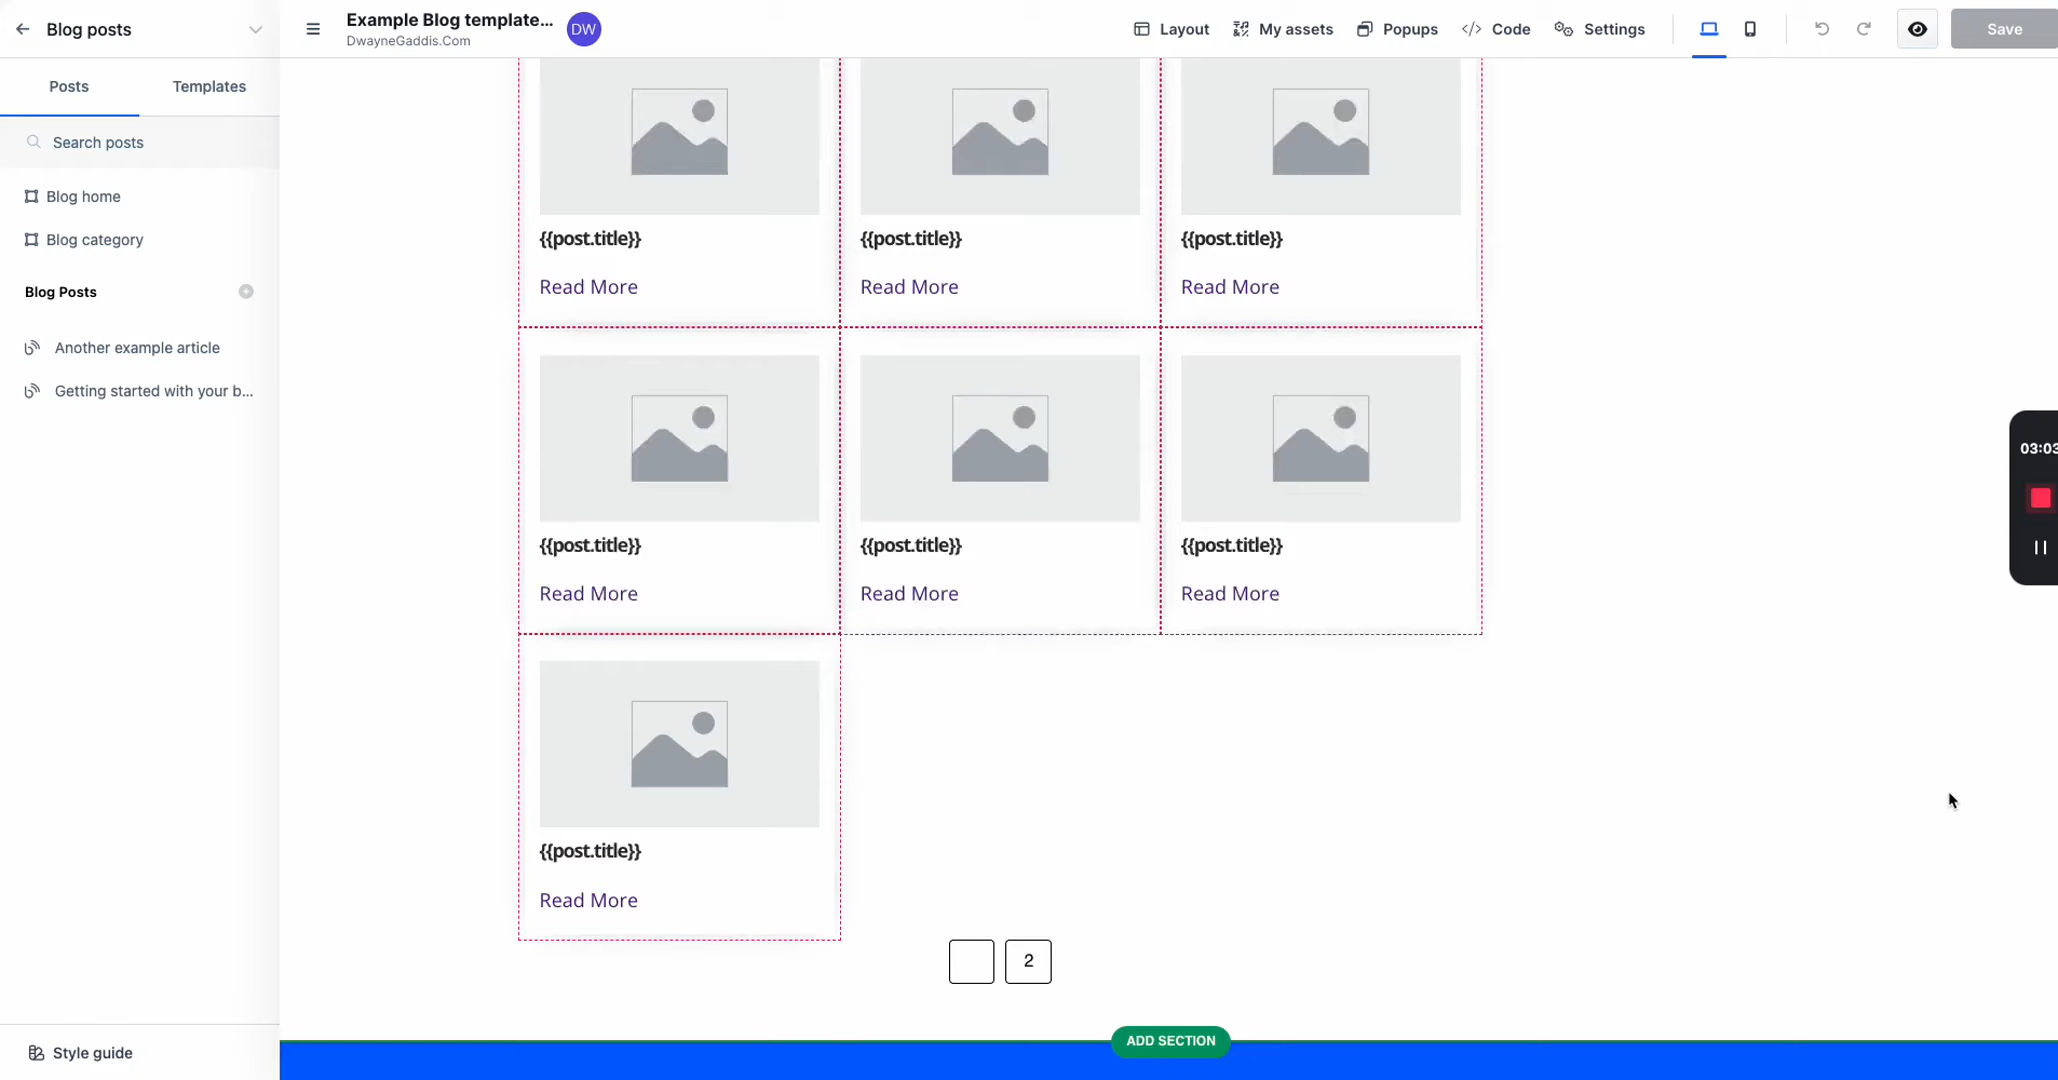 Blog posts
Example Blog template...
DwayneGaddis.Com
DW
Layout
My assets
Popups
</> Code
Settings
Save
Posts
Templates
Search posts
Blog home
Blog category
Blog Posts
Another example article
Getting started with your b...
{{post.title}} {{post.title}} {{post.title}}
Read More Read More Read More
{{post.title}} {{post.title}} {{post.title}}
Read More Read More Read More
{{post.title}}
Read More
2
ADD SECTION
03:03
Style guide